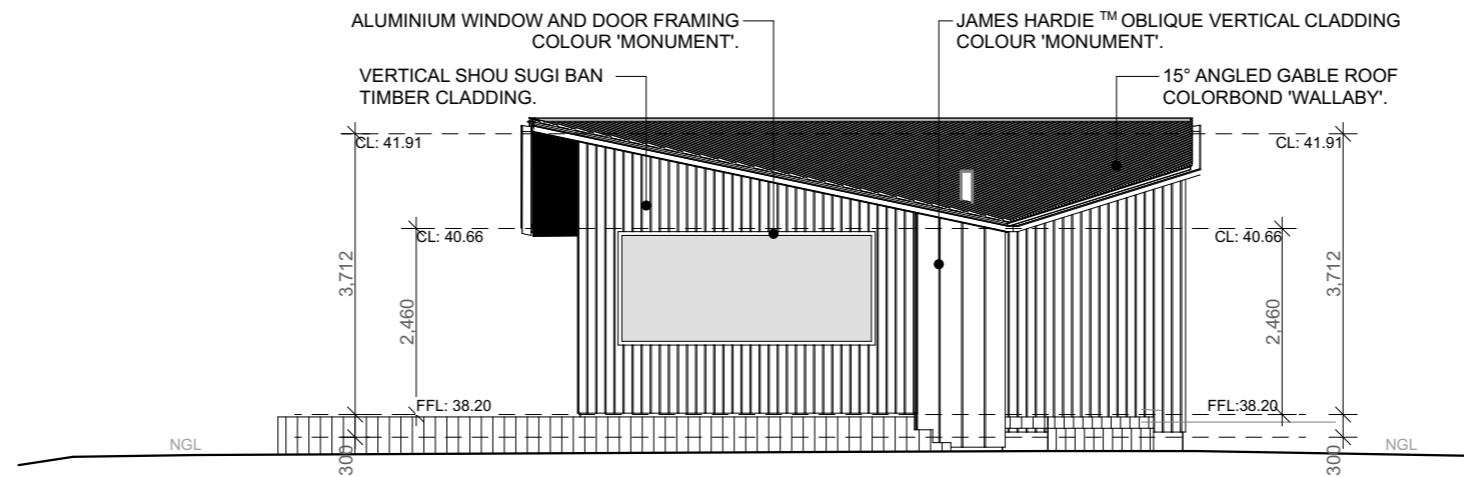 ALUMINIUM WINDOW AND DOOR FRAMING
COLOUR 'MONUMENT'.
JAMES HARDIE ™ OBLIQUE VERTICAL CLADDING
COLOUR 'MONUMENT'.
VERTICAL SHOU SUGI BAN
TIMBER CLADDING.
15° ANGLED GABLE ROOF
COLORBOND 'WALLABY'.
CL: 41.91
CL: 41.91
CL: 40.66
CL: 40.66
3,712
2,460
2,460
3,712
FFL: 38.20
FFL:38.20
NGL
NGL
300
300